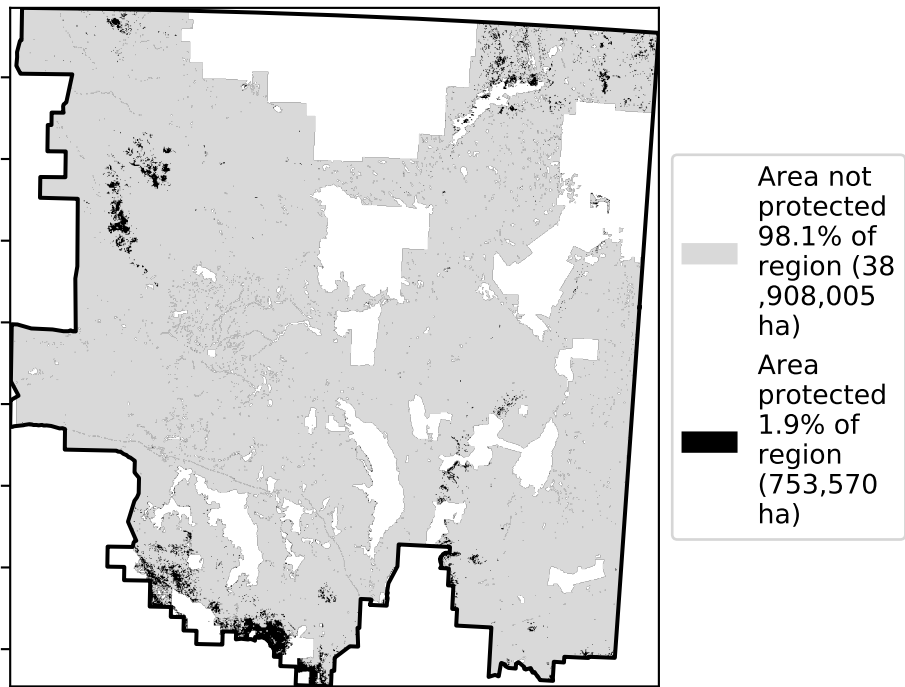 Area not
protected
98.1% of
region (38
,908,005
ha)
Area
protected
1.9% of
region
(753,570
ha)